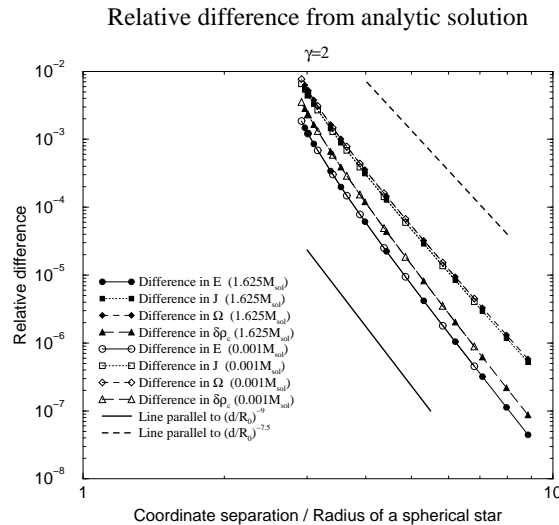 Relative difference from analytic solution
γ=2
10⁻²
10⁻³
10⁻⁴
10⁻⁵
10⁻⁶
10⁻⁷
10⁻⁸
Relative difference
Difference in E (1.625M_sol)
Difference in J (1.625M_sol)
Difference in Ω (1.625M_sol)
Difference in δρ_c (1.625M_sol)
Difference in E (0.001M_sol)
Difference in J (0.001M_sol)
Difference in Ω (0.001M_sol)
Difference in δρ_c (0.001M_sol)
Line parallel to (d/R₀)⁻⁹
Line parallel to (d/R₀)⁻⁷·⁵
1 10
Coordinate separation / Radius of a spherical star